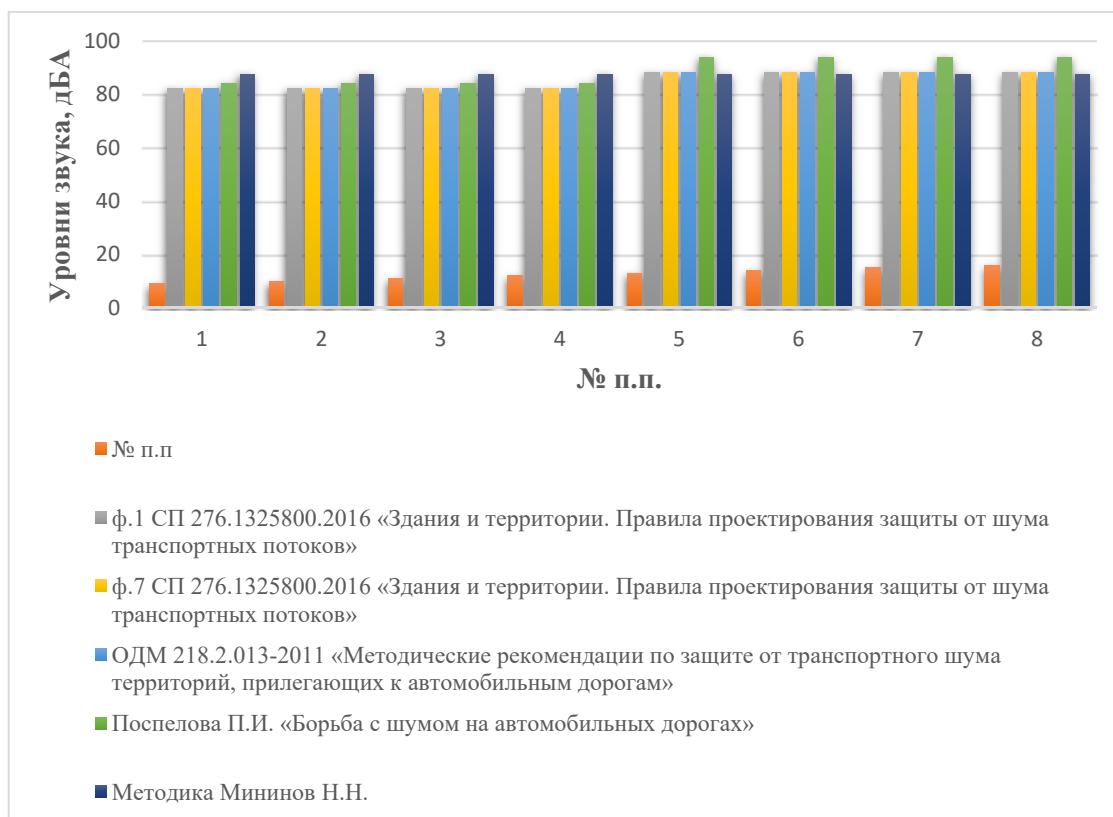 Уровни звука, дБА
100
80
60
40
20
0
1 2 3 4 5 6 7 8
№ п.п.
№ п.п
ф.1 СП 276.1325800.2016 «Здания и территории. Правила проектирования защиты от шума
транспортных потоков»
ф.7 СП 276.1325800.2016 «Здания и территории. Правила проектирования защиты от шума
транспортных потоков»
ОДМ 218.2.013-2011 «Методические рекомендации по защите от транспортного шума
территорий, прилегающих к автомобильным дорогам»
Поспелова П.И. «Борьба с шумом на автомобильных дорогах»
Методика Мининов Н.Н.